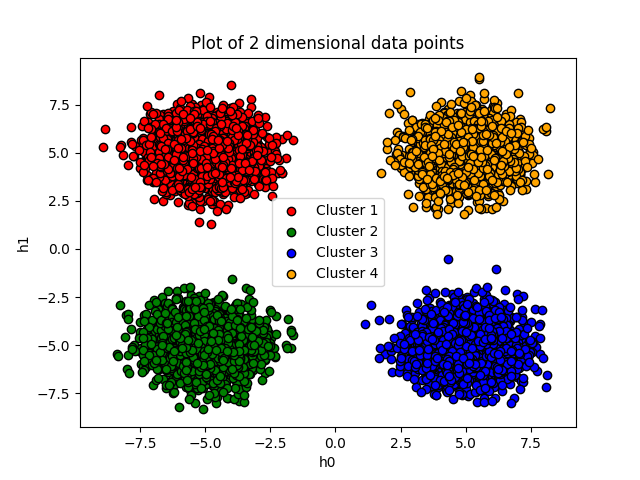 Plot of 2 dimensional data points
h1
7.5
5.0
2.5
0.0
−2.5
−5.0
−7.5
Cluster 1
Cluster 2
Cluster 3
Cluster 4
−7.5 −5.0 −2.5 0.0 2.5 5.0 7.5
h0